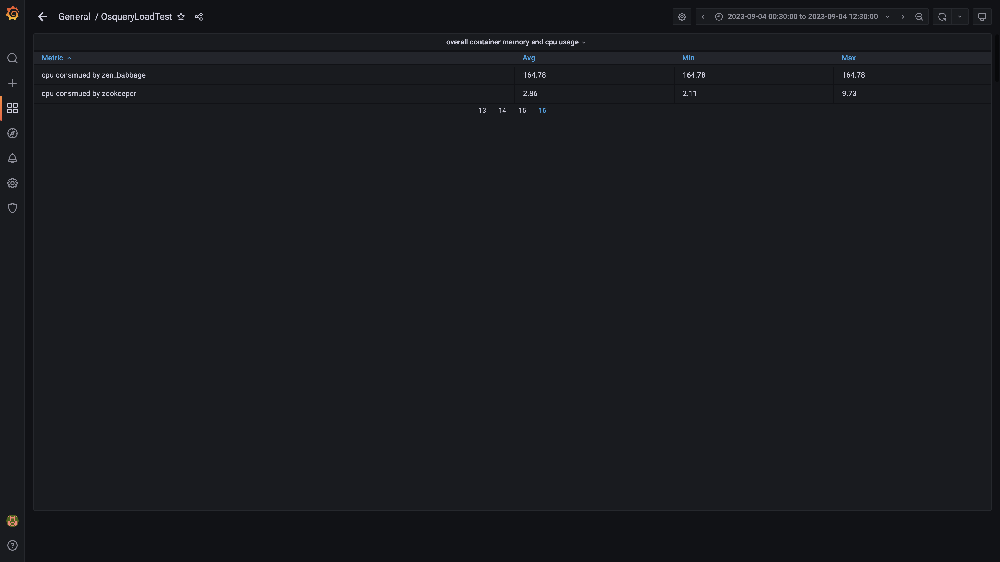 General / OsqueryLoadTest
2023-09-04 00:30:00 to 2023-09-04 12:30:00
overall container memory and cpu usage
Metric Avg Min Max
cpu consmued by zen_babbage 164.78 164.78 164.78
cpu consmued by zookeeper 2.86 2.11 9.73
13 14 15 16